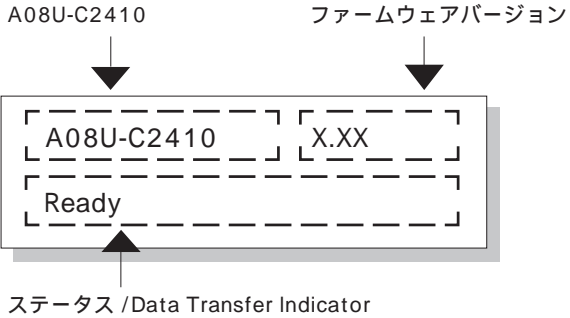 A08U-C2410
ファームウェアバージョン
A08U-C2410
X.XX
Ready
ステータス /Data Transfer Indicator